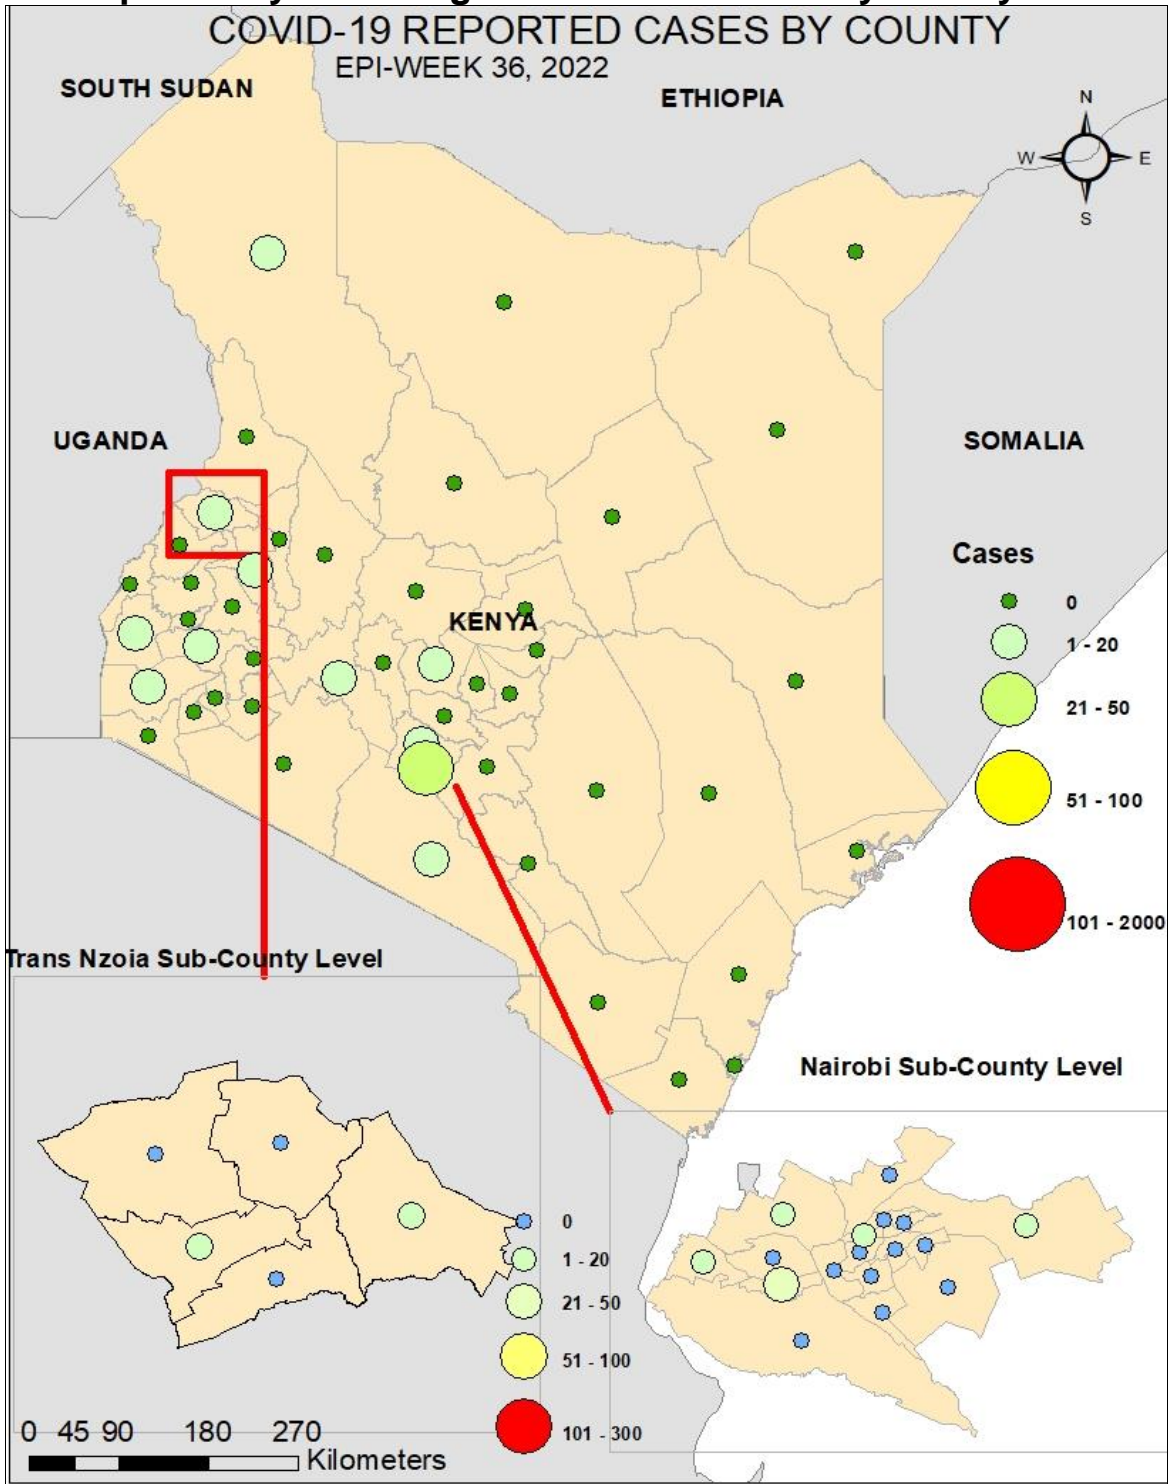 COVID-19 REPORTED CASES BY COUNTY
EPI-WEEK 36, 2022
SOUTH SUDAN
ETHIOPIA
N
W E
S
UGANDA
SOMALIA
Cases
0
1 - 20
KENYA
21 - 50
51 - 100
101 - 2000
Trans Nzoia Sub-County Level
Nairobi Sub-County Level
0
1 - 20
21 - 50
51 - 100
101 - 300
0 45 90 180 270
Kilometers